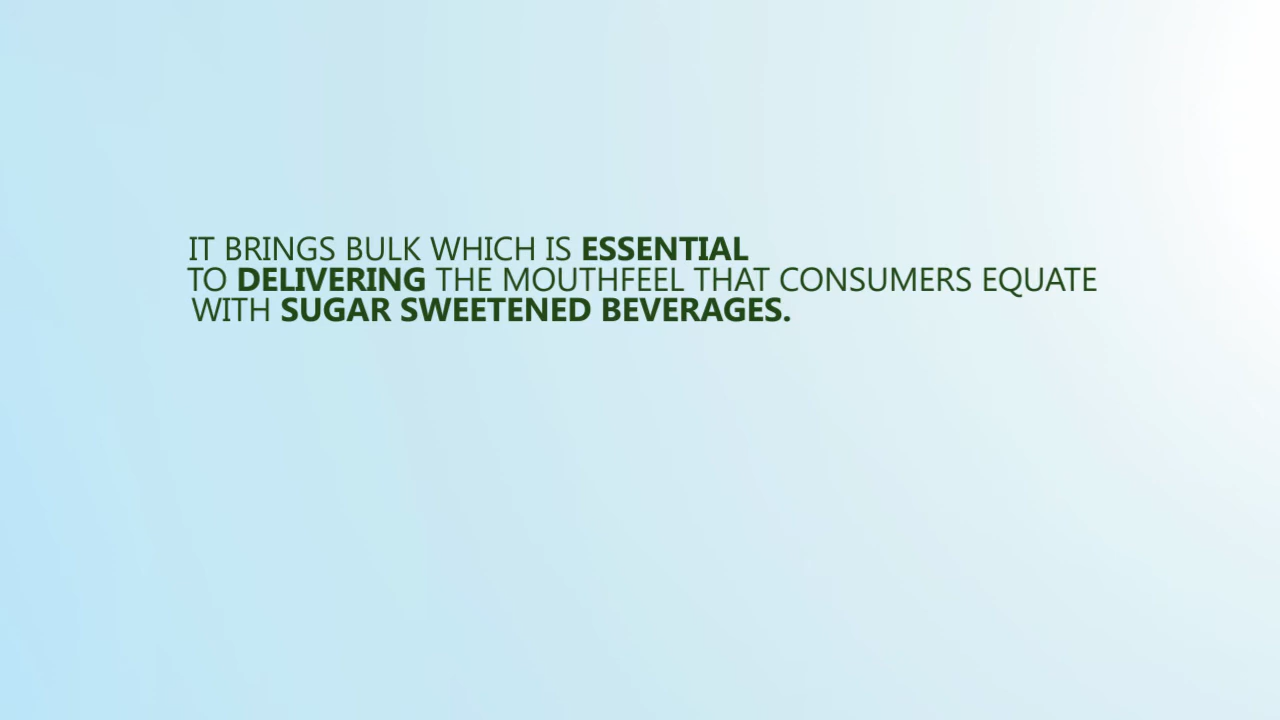 IT BRINGS BULK WHICH IS ESSENTIAL
TO DELIVERING THE MOUTHFEEL THAT CONSUMERS EQUATE
WITH SUGAR SWEETENED BEVERAGES.